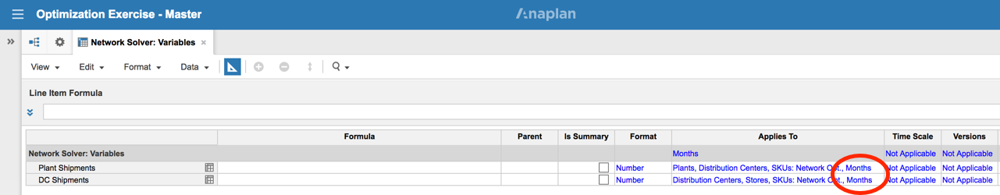 Optimization Exercise - Master
Anaplan
Network Solver: Variables
View Edit Format Data
Line Item Formula
Formula Parent Is Summary Format Applies To Time Scale Versions
Network Solver: Variables Months Not Applicable Not Applicable
Plant Shipments Number Plants, Distribution Centers, SKUs: Network Opt., Months Not Applicable Not Applicable
DC Shipments Number Distribution Centers, Stores, SKUs: Network Opt., Months Not Applicable Not Applicable